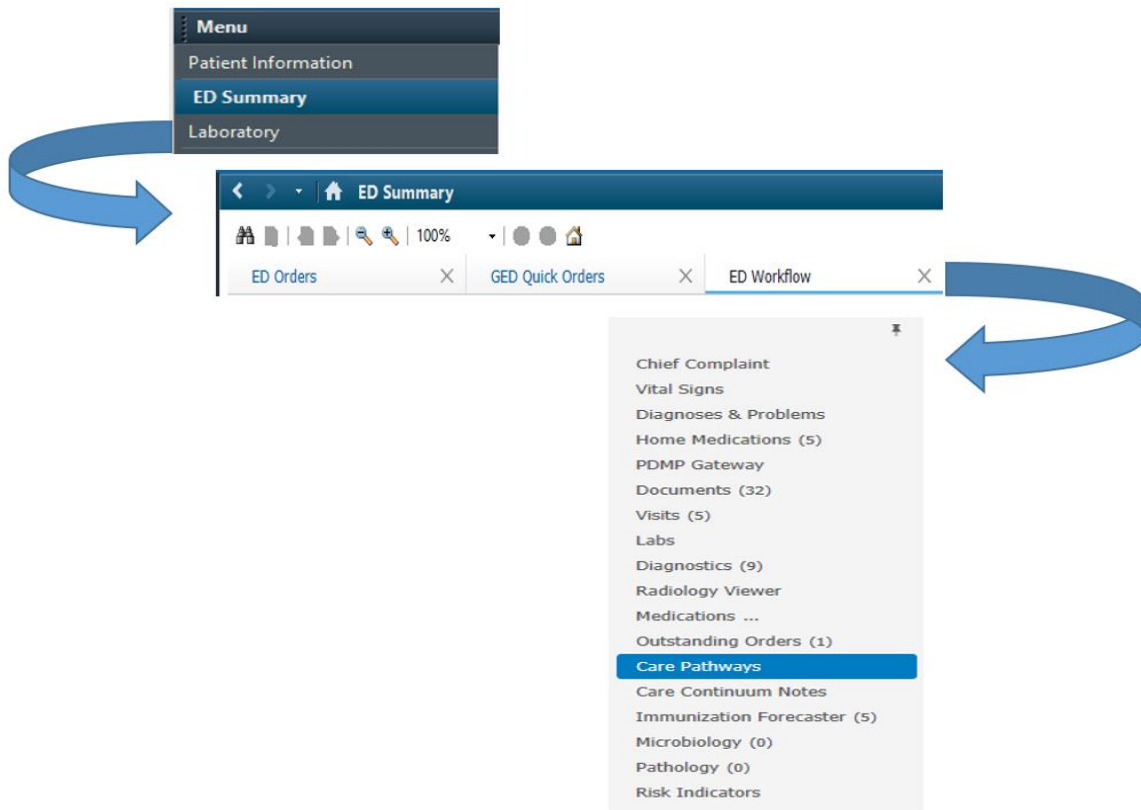 Menu
Patient Information
ED Summary
Laboratory
ED Summary
100%
ED Orders
GED Quick Orders
ED Workflow
Chief Complaint
Vital Signs
Diagnoses & Problems
Home Medications (5)
PDMP Gateway
Documents (32)
Visits (5)
Labs
Diagnostics (9)
Radiology Viewer
Medications ...
Outstanding Orders (1)
Care Pathways
Care Continuum Notes
Immunization Forecaster (5)
Microbiology (0)
Pathology (0)
Risk Indicators